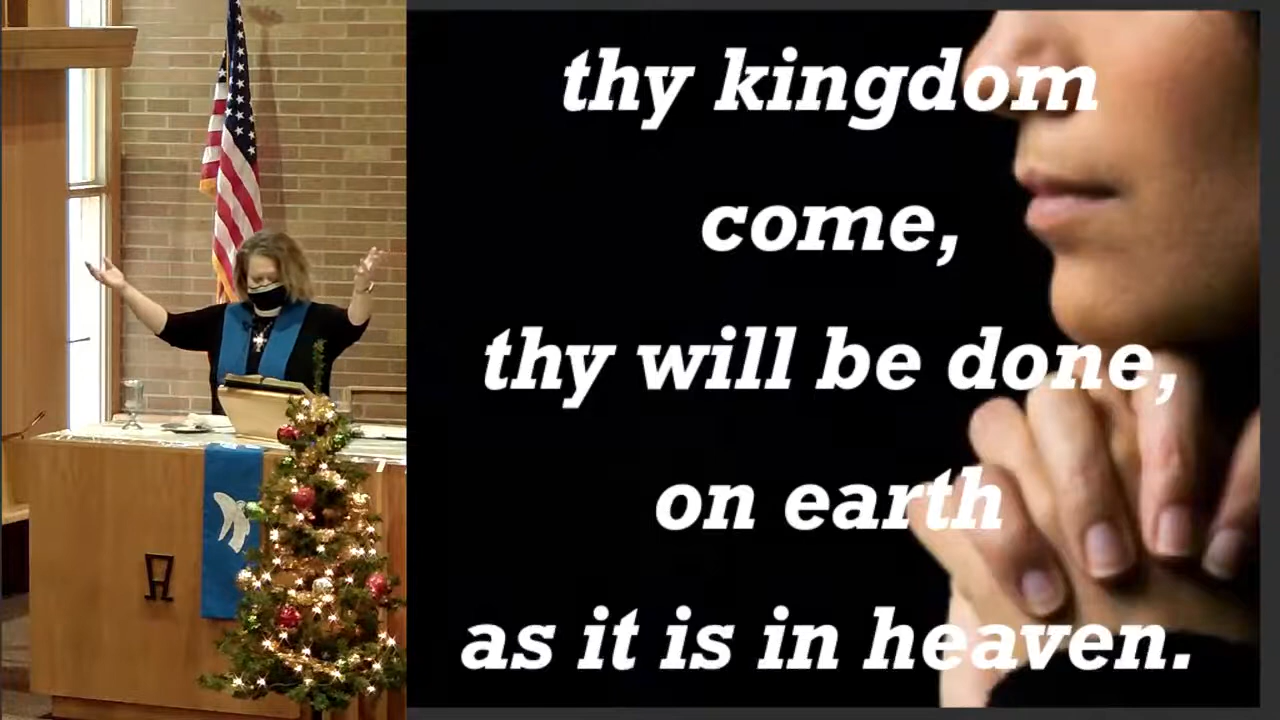 thy kingdom
come,
thy will be done,
on earth
as it is in heaven.